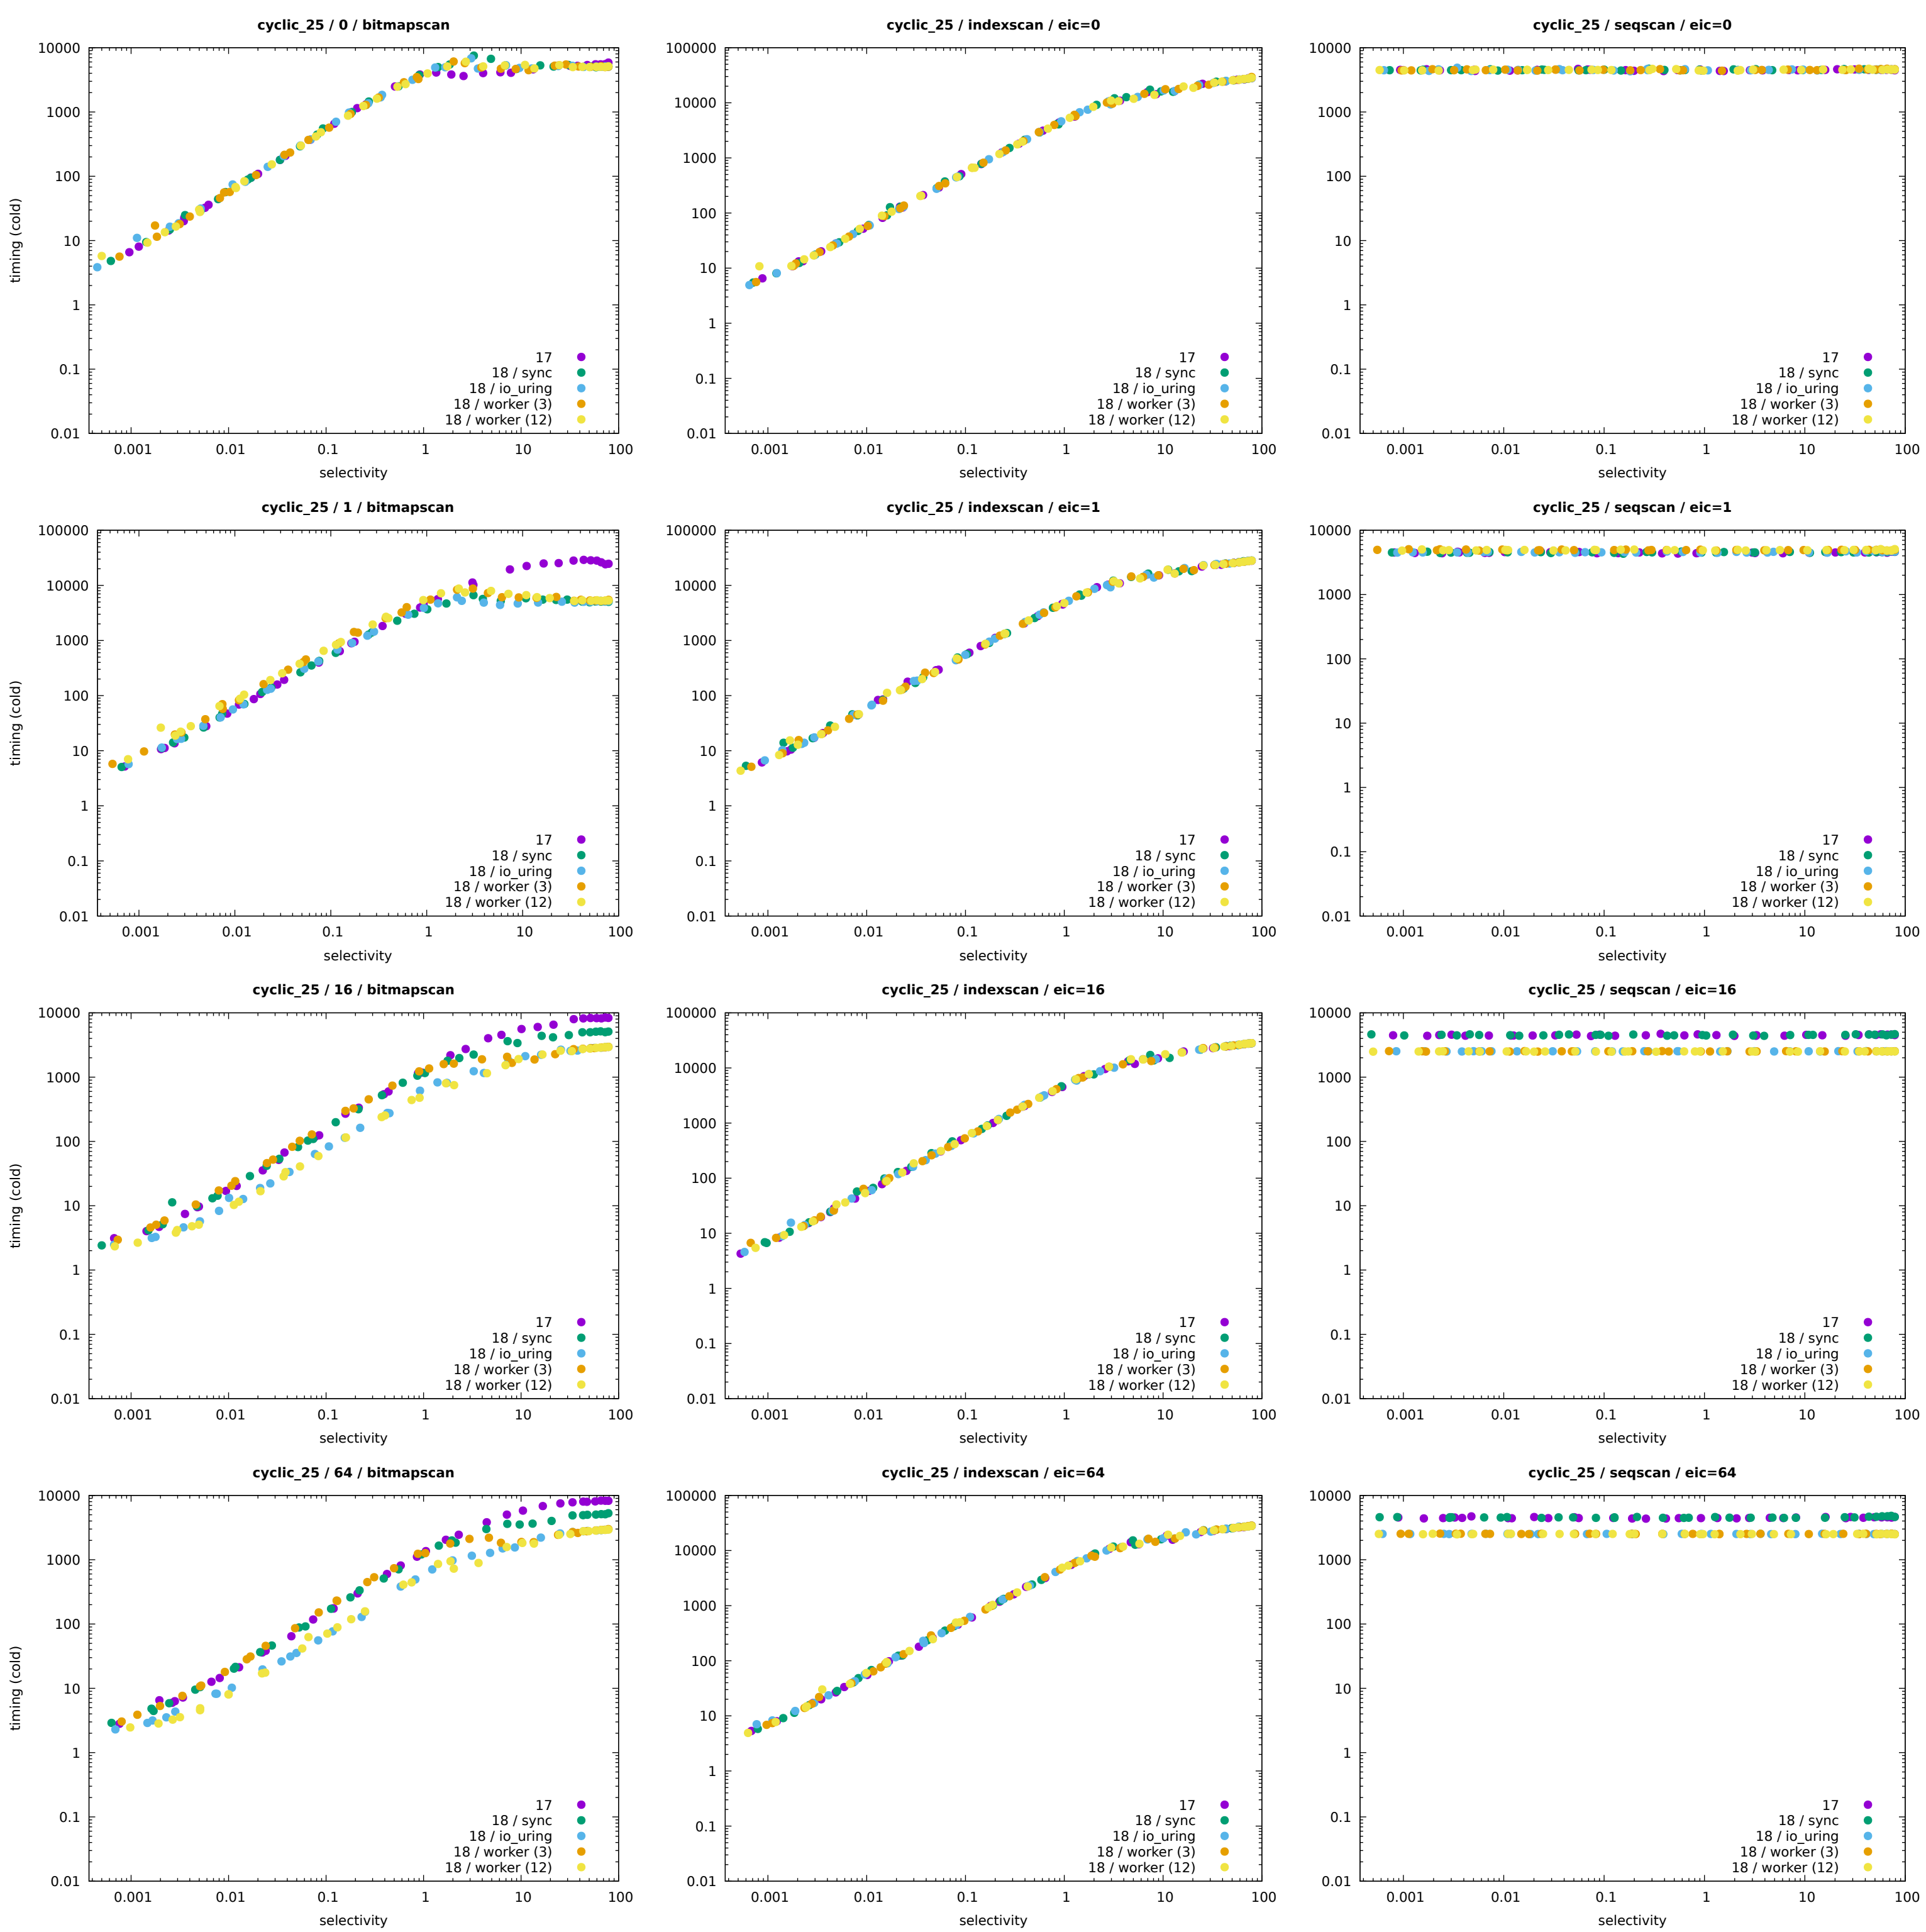 cyclic_25 / 0 / bitmapscan
timing (cold)
10000
1000
100
10
1
0.1
0.01
17
18 / sync
18 / io_uring
18 / worker (3)
18 / worker (12)
0.001 0.01 0.1 1 10 100
selectivity
cyclic_25 / indexscan / eic=0
100000
10000
1000
100
10
1
0.1
0.01
17
18 / sync
18 / io_uring
18 / worker (3)
18 / worker (12)
0.001 0.01 0.1 1 10 100
selectivity
cyclic_25 / seqscan / eic=0
10000
1000
100
10
1
0.1
0.01
17
18 / sync
18 / io_uring
18 / worker (3)
18 / worker (12)
0.001 0.01 0.1 1 10 100
selectivity
cyclic_25 / 1 / bitmapscan
timing (cold)
100000
10000
1000
100
10
1
0.1
0.01
17
18 / sync
18 / io_uring
18 / worker (3)
18 / worker (12)
0.001 0.01 0.1 1 10 100
selectivity
cyclic_25 / indexscan / eic=1
100000
10000
1000
100
10
1
0.1
0.01
17
18 / sync
18 / io_uring
18 / worker (3)
18 / worker (12)
0.001 0.01 0.1 1 10 100
selectivity
cyclic_25 / seqscan / eic=1
10000
1000
100
10
1
0.1
0.01
17
18 / sync
18 / io_uring
18 / worker (3)
18 / worker (12)
0.001 0.01 0.1 1 10 100
selectivity
cyclic_25 / 16 / bitmapscan
timing (cold)
10000
1000
100
10
1
0.1
0.01
17
18 / sync
18 / io_uring
18 / worker (3)
18 / worker (12)
0.001 0.01 0.1 1 10 100
selectivity
cyclic_25 / indexscan / eic=16
100000
10000
1000
100
10
1
0.1
0.01
17
18 / sync
18 / io_uring
18 / worker (3)
18 / worker (12)
0.001 0.01 0.1 1 10 100
selectivity
cyclic_25 / seqscan / eic=16
10000
1000
100
10
1
0.1
0.01
17
18 / sync
18 / io_uring
18 / worker (3)
18 / worker (12)
0.001 0.01 0.1 1 10 100
selectivity
cyclic_25 / 64 / bitmapscan
timing (cold)
10000
1000
100
10
1
0.1
0.01
17
18 / sync
18 / io_uring
18 / worker (3)
18 / worker (12)
0.001 0.01 0.1 1 10 100
selectivity
cyclic_25 / indexscan / eic=64
100000
10000
1000
100
10
1
0.1
0.01
17
18 / sync
18 / io_uring
18 / worker (3)
18 / worker (12)
0.001 0.01 0.1 1 10 100
selectivity
cyclic_25 / seqscan / eic=64
10000
1000
100
10
1
0.1
0.01
17
18 / sync
18 / io_uring
18 / worker (3)
18 / worker (12)
0.001 0.01 0.1 1 10 100
selectivity